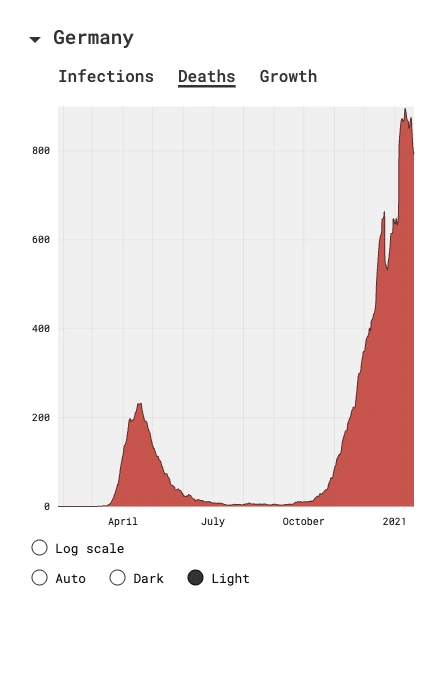 Germany
Infections Deaths Growth
800
600
400
200
0
April July October 2021
Log scale
Auto Dark Light